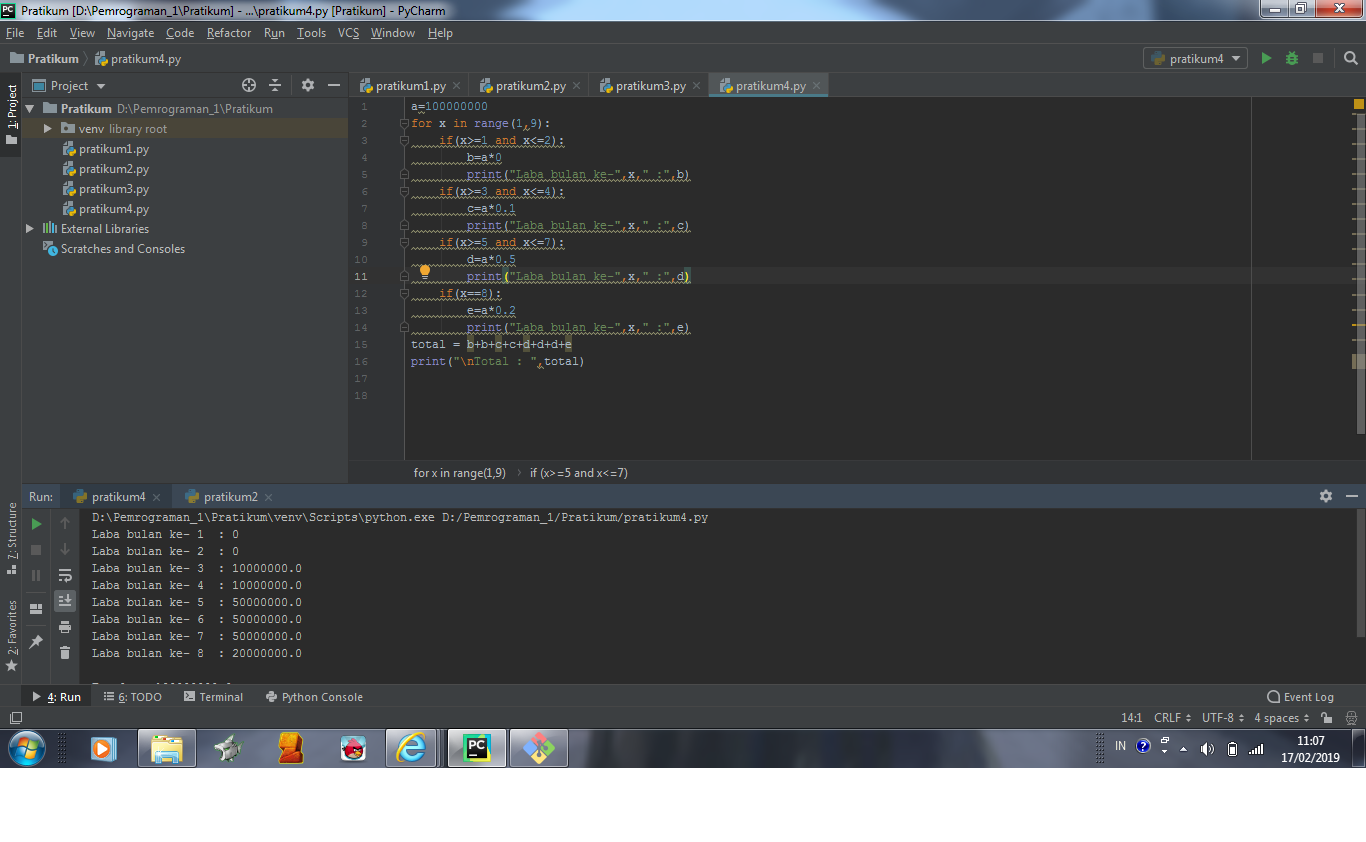 Pratikum [D:\Pemrograman_1\Pratikum] - ...\pratikum4.py [Pratikum] - PyCharm
File Edit View Navigate Code Refactor Run Tools VCS Window Help
Pratikum pratikum4.py pratikum4
1: Project
Project
pratikum1.py pratikum2.py pratikum3.py pratikum4.py
Pratikum D:\Pemrograman_1\Pratikum
venv library root
pratikum1.py
pratikum2.py
pratikum3.py
pratikum4.py
External Libraries
Scratches and Consoles
1 a=100000000
2 for x in range(1,9):
3 if(x>=1 and x<=2):
4 b=a*0
5 print("Laba bulan ke-",x," :",b)
6 if(x>=3 and x<=4):
7 c=a*0.1
8 print("Laba bulan ke-",x," :",c)
9 if(x>=5 and x<=7):
10 d=a*0.5
11 print("Laba bulan ke-",x," :",d)
12 if(x==8):
13 e=a*0.2
14 print("Laba bulan ke-",x," :",e)
15 total = b+b+c+c+d+d+d+e
16 print("\nTotal : ",total)
17
18
for x in range(1,9) if (x>=5 and x<=7)
Run: pratikum4 pratikum2
7: Structure
2: Favorites
D:\Pemrograman_1\Pratikum\venv\Scripts\python.exe D:/Pemrograman_1/Pratikum/pratikum4.py
Laba bulan ke- 1 : 0
Laba bulan ke- 2 : 0
Laba bulan ke- 3 : 10000000.0
Laba bulan ke- 4 : 10000000.0
Laba bulan ke- 5 : 50000000.0
Laba bulan ke- 6 : 50000000.0
Laba bulan ke- 7 : 50000000.0
Laba bulan ke- 8 : 20000000.0
4: Run 6: TODO Terminal Python Console Event Log
14:1 CRLF UTF-8 4 spaces
PC
IN
11:07
17/02/2019